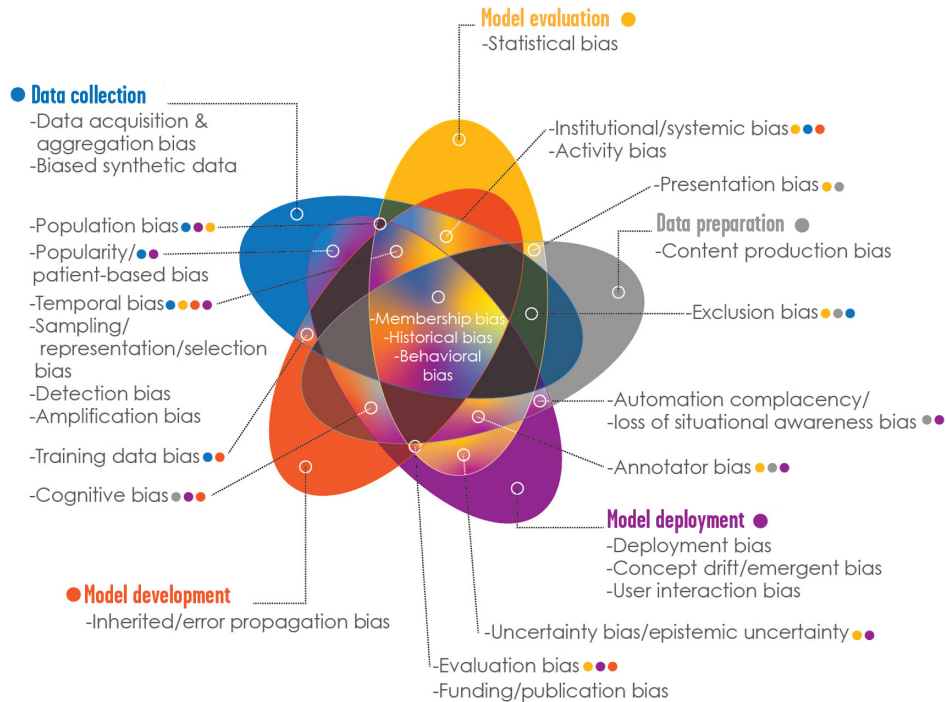 Model evaluation
-Statistical bias
Data collection
-Data acquisition &
aggregation bias
-Biased synthetic data
-Institutional/systemic bias
-Activity bias
-Presentation bias
Data preparation
-Content production bias
-Population bias
-Popularity/
patient-based bias
-Temporal bias
-Sampling/
representation/selection
bias
-Detection bias
-Amplification bias
-Membership bias
-Historical bias
-Behavioral
bias
-Exclusion bias
-Automation complacency/
-loss of situational awareness bias
-Training data bias
-Cognitive bias
-Annotator bias
Model deployment
-Deployment bias
-Concept drift/emergent bias
-User interaction bias
Model development
-Inherited/error propagation bias
-Uncertainty bias/epistemic uncertainty
-Evaluation bias
-Funding/publication bias